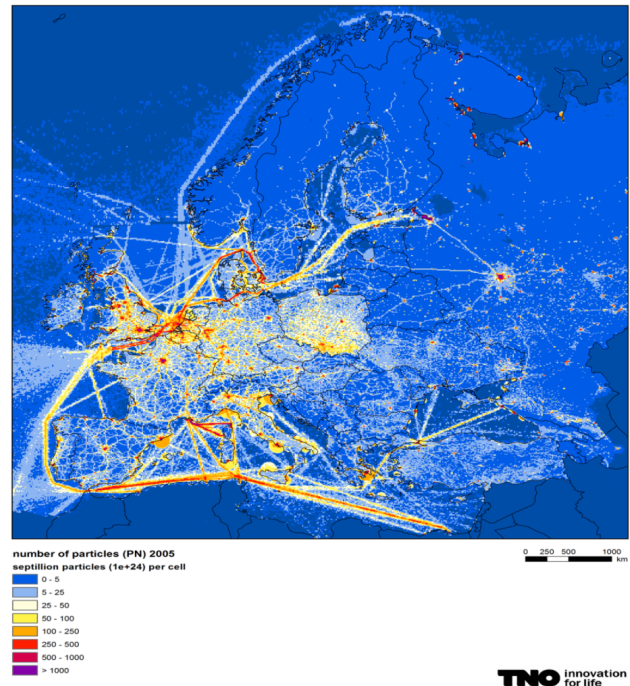 number of particles (PN) 2005
septillion particles (1e+24) per cell
0 - 5
5 - 25
25 - 50
50 - 100
100 - 250
250 - 500
500 - 1000
> 1000
0 250 500 1000
km
TNO innovation
for life